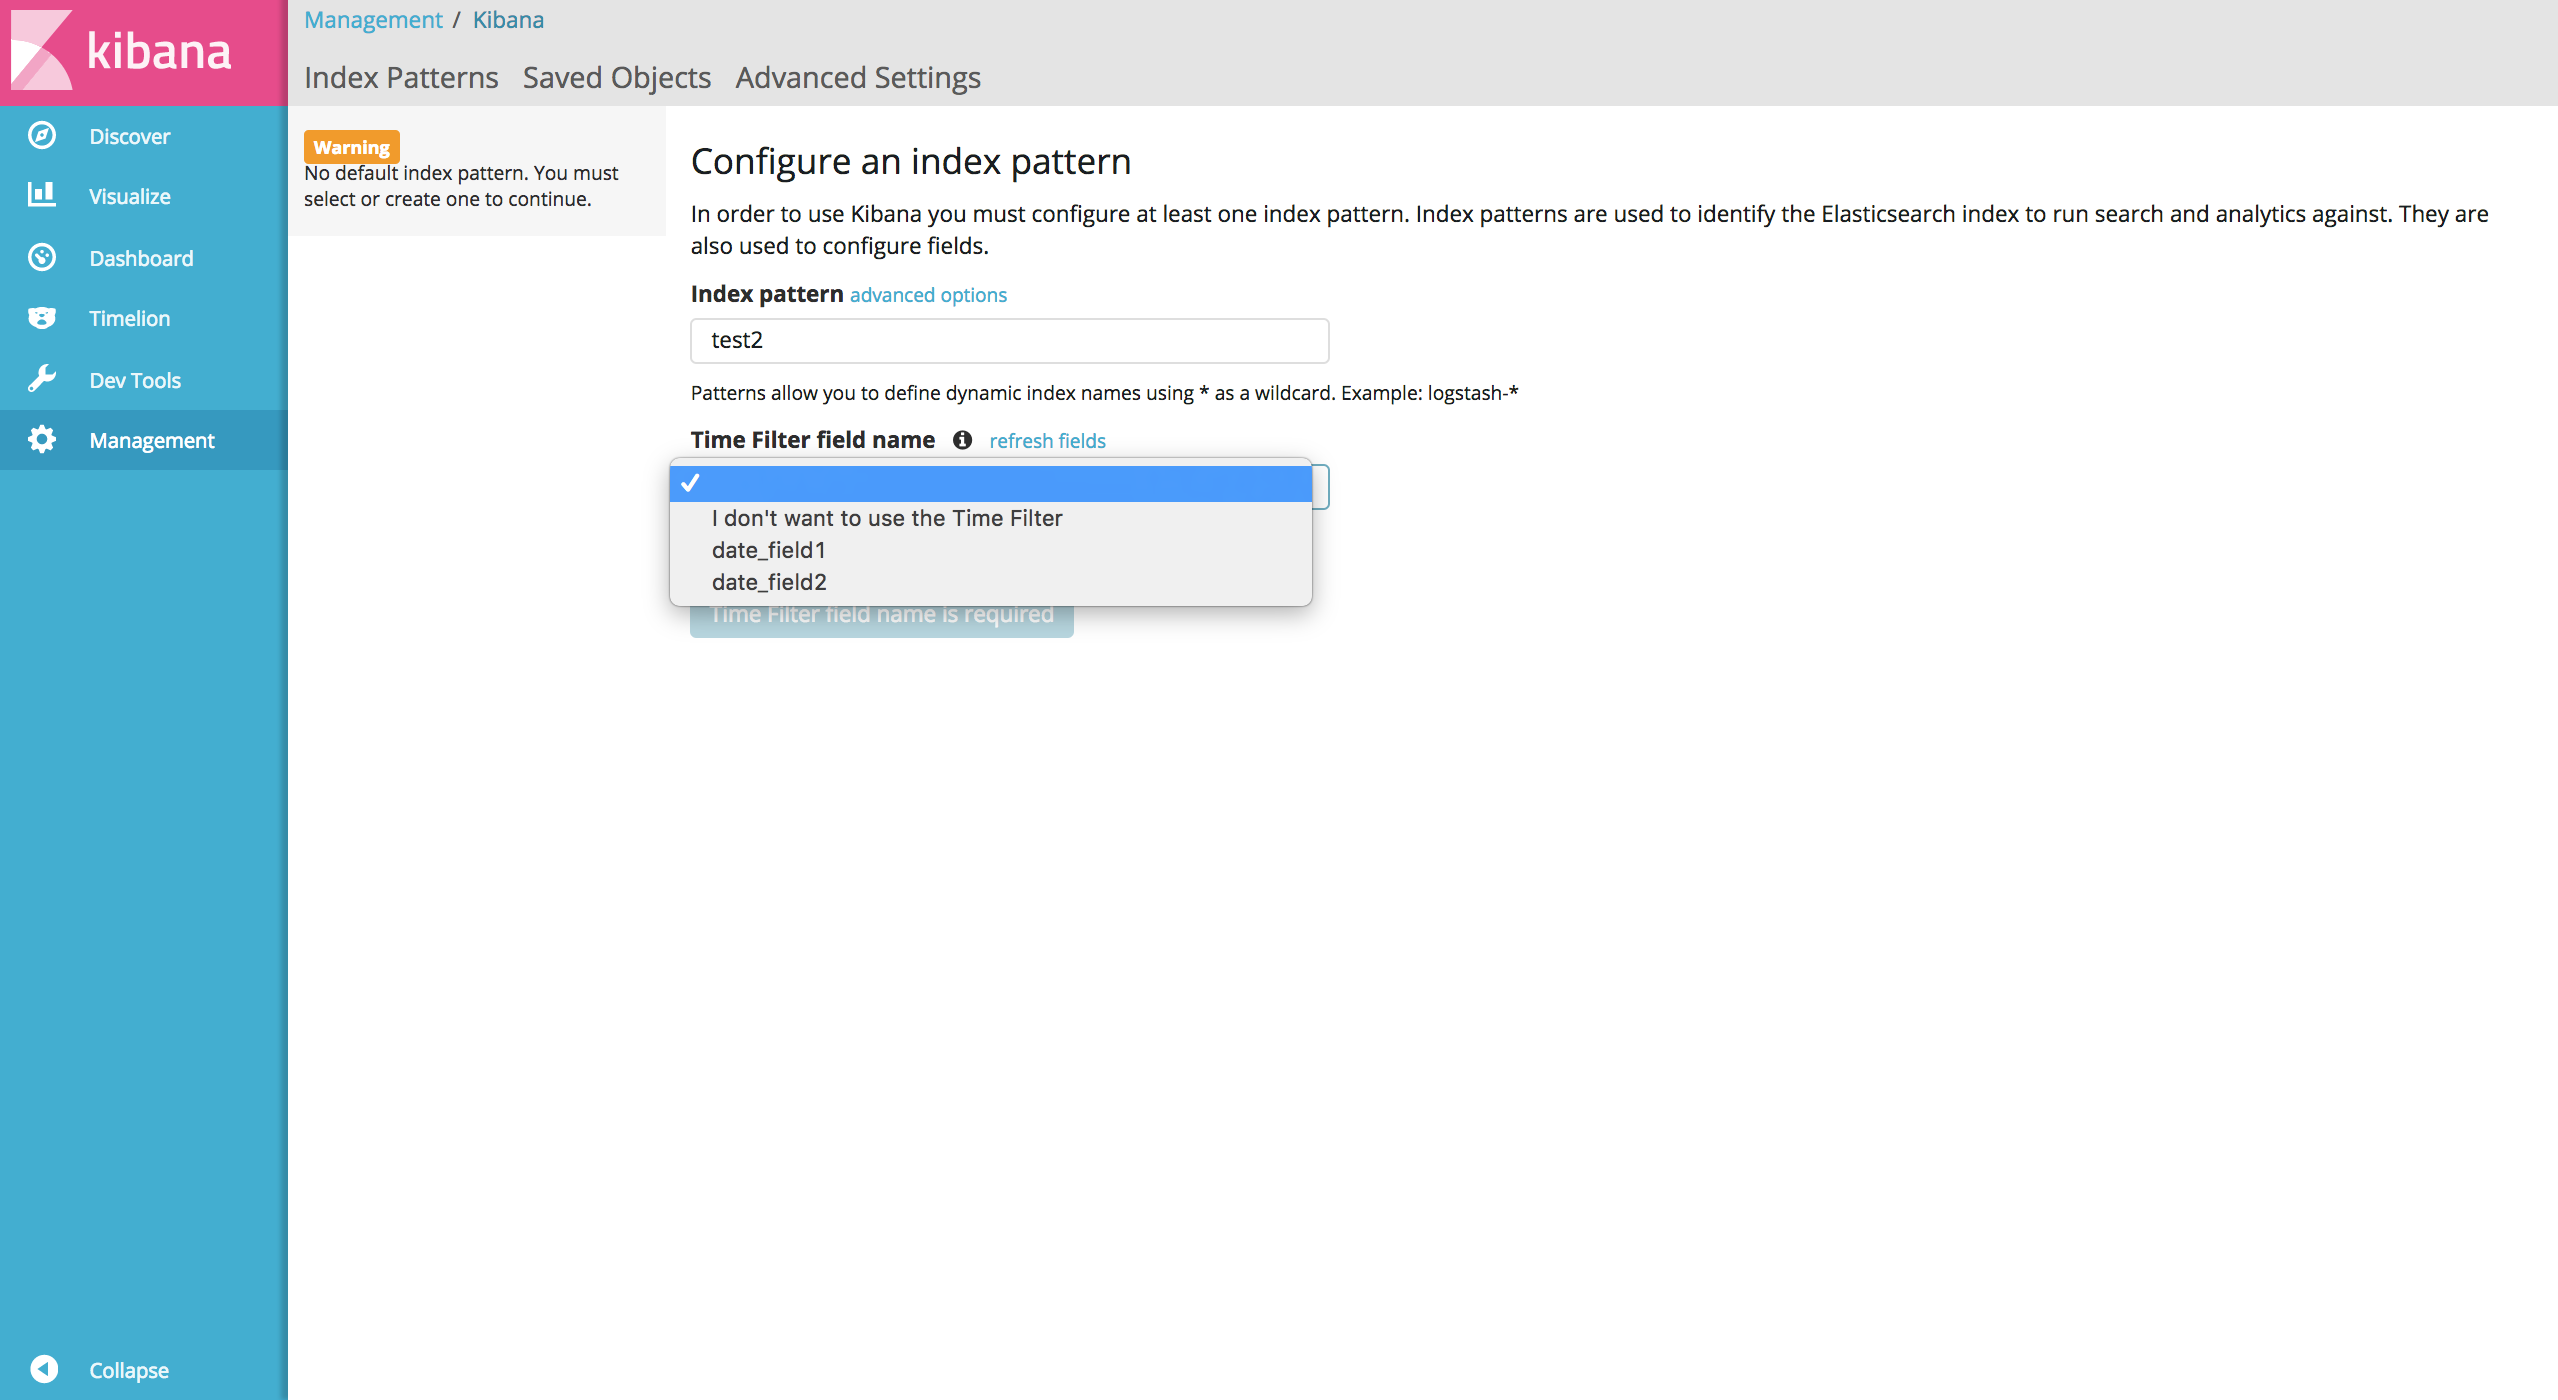 kibana
Discover
Visualize
Dashboard
Timelion
Dev Tools
Management
Collapse
Management / Kibana
Index Patterns Saved Objects Advanced Settings
Warning
No default index pattern. You must
select or create one to continue.
Configure an index pattern
In order to use Kibana you must configure at least one index pattern. Index patterns are used to identify the Elasticsearch index to run search and analytics against. They are
also used to configure fields.
Index pattern advanced options
test2
Patterns allow you to define dynamic index names using * as a wildcard. Example: logstash-*
Time Filter field name refresh fields
I don't want to use the Time Filter
date_field1
date_field2
Time Filter field name is required